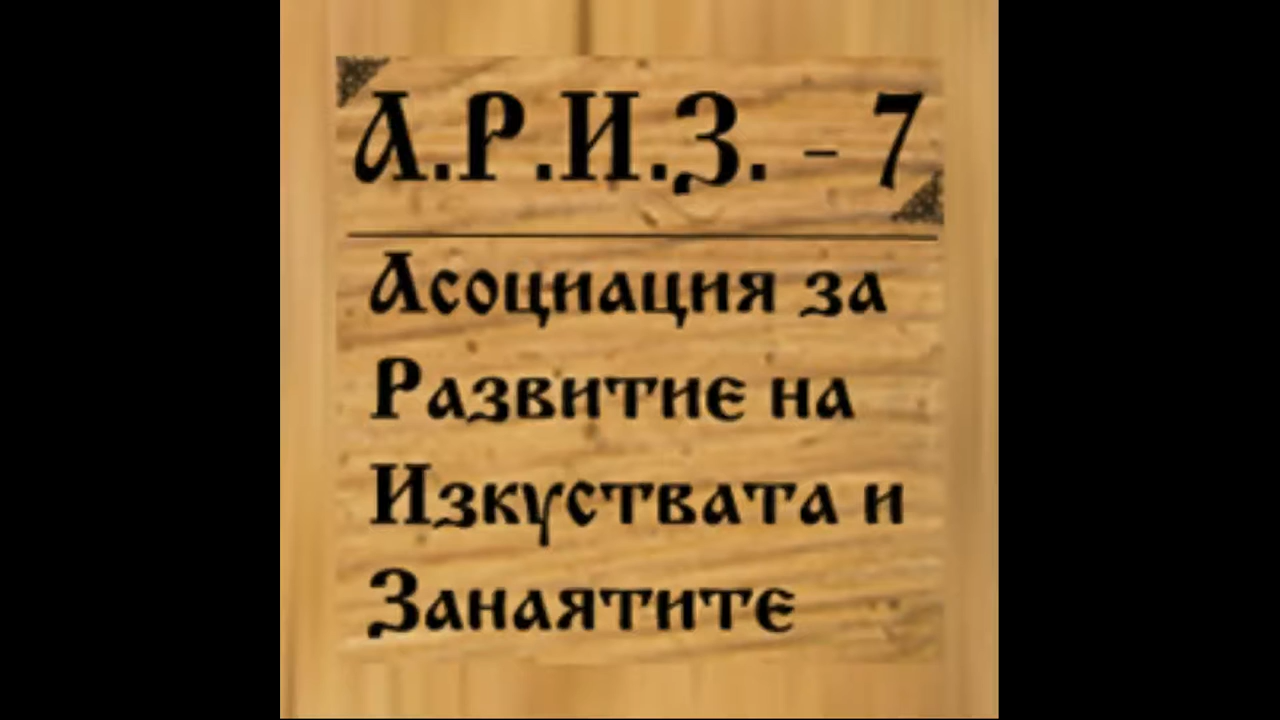 А.Р.И.З. - 7
Асоциация за
Развитие на
Изкуствата и
Занаятите